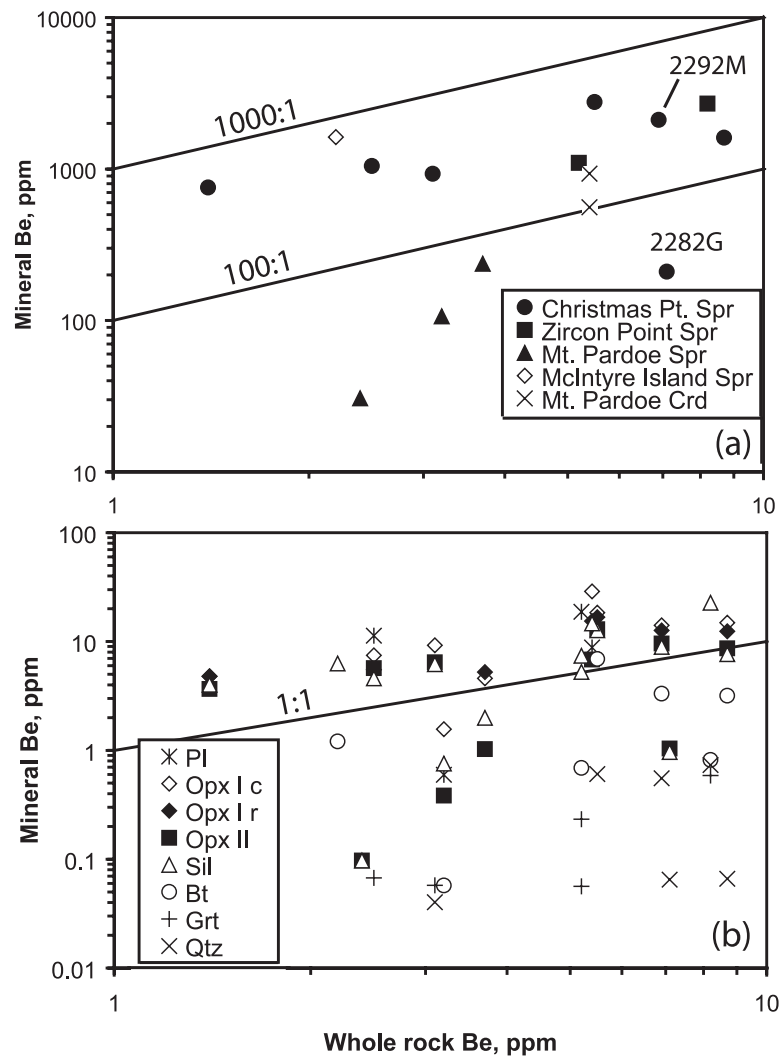 10000
2292M
1000:1
1000
Mineral Be, ppm
100:1
2282G
100
Christmas Pt. Spr
Zircon Point Spr
Mt. Pardoe Spr
McIntyre Island Spr
Mt. Pardoe Crd
(a)
10
1
10
100
10
1:1
Mineral Be, ppm
1
Pl
Opx I c
Opx I r
Opx II
0.1
Sil
Bt
Grt
Qtz
(b)
0.01
1
10
Whole rock Be, ppm